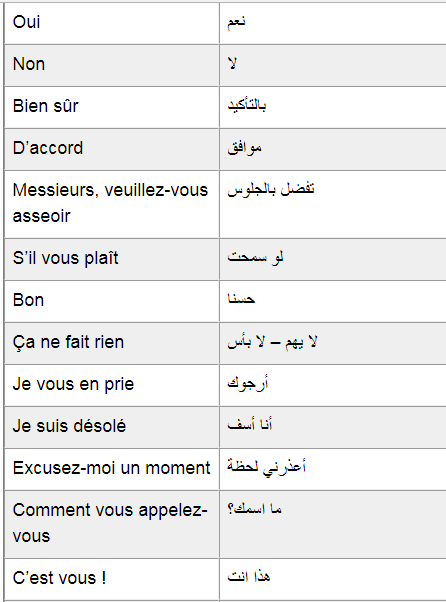 Oui نعم
Non لا
Bien sûr بالتأكيد
D’accord موافق
Messieurs, veuillez-vous تفضل بالجلوس
asseoir
S’il vous plaît لو سمحت
Bon حسنا
Ça ne fait rien لا يهم – لا بأس
Je vous en prie أرجوك
Je suis désolé أنا أسف
Excusez-moi un moment أعذرني لحظة
Comment vous appelez- ما اسمك؟
vous
C’est vous ! هذا انت